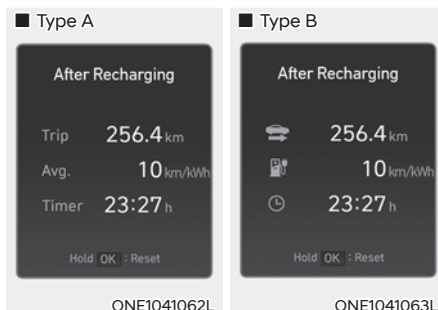 ■ Type A
After Recharging
Trip 256.4 km
Avg. 10 km/kWh
Timer 23:27 h
Hold OK : Reset
ONE1041062L
■ Type B
After Recharging
256.4 km
10 km/kWh
23:27 h
Hold OK : Reset
ONE1041063L